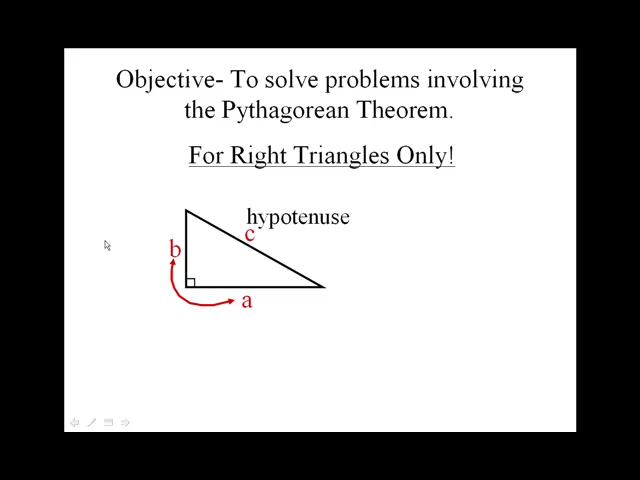 Objective- To solve problems involving
the Pythagorean Theorem.
For Right Triangles Only!
hypotenuse
c
b
a